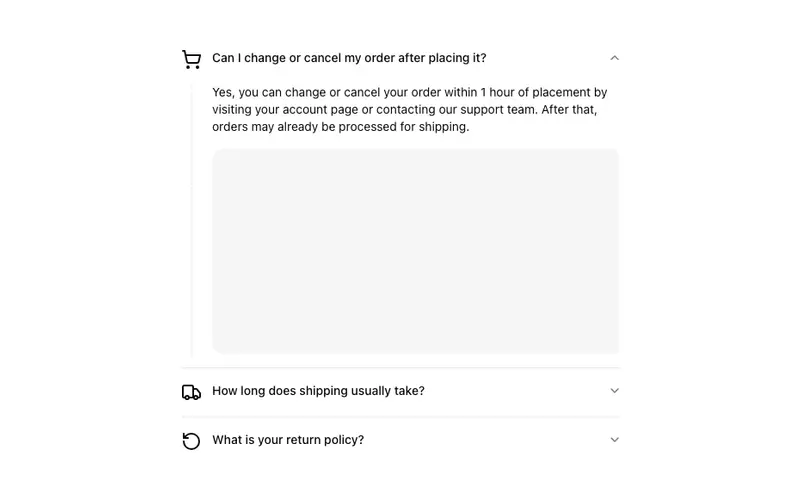 Can I change or cancel my order after placing it?
Yes, you can change or cancel your order within 1 hour of placement by
visiting your account page or contacting our support team. After that,
orders may already be processed for shipping.
How long does shipping usually take?
What is your return policy?